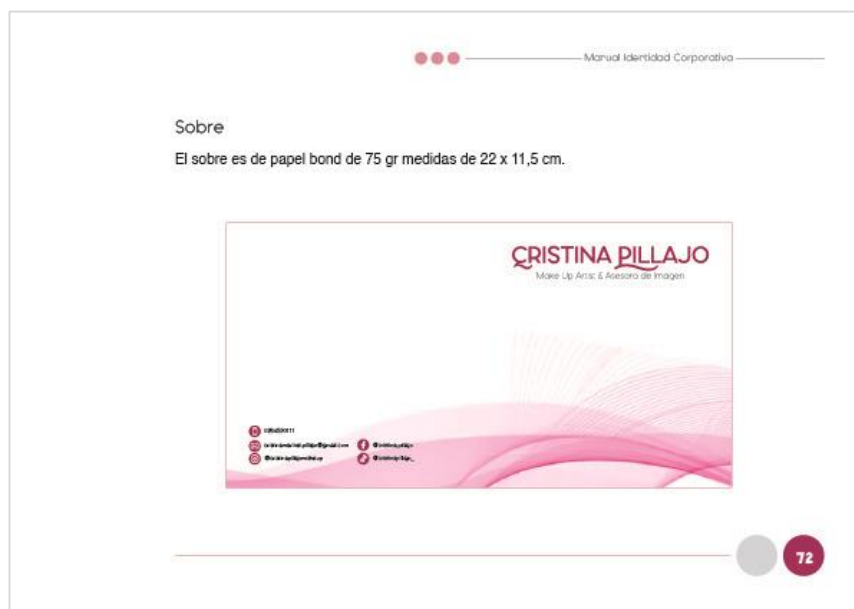 Manual Identidad Corporativa
Sobre
El sobre es de papel bond de 75 gr medidas de 22 x 11,5 cm.
CRISTINA PILLAJO
Make Up Artist & Asesora de Imagen
72